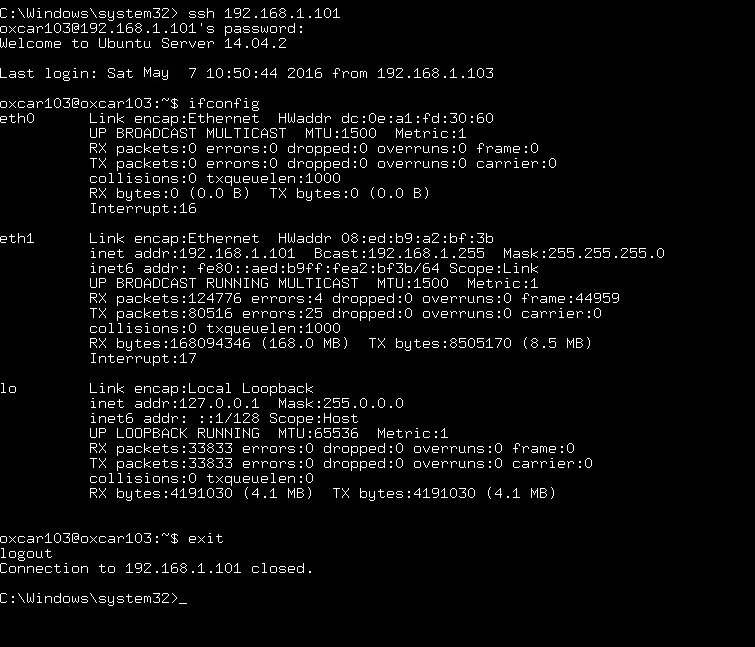 C:\Windows\system32> ssh 192.168.1.101
oxcar103@192.168.1.101's password:
Welcome to Ubuntu Server 14.04.2
Last login: Sat May  7 10:50:44 2016 from 192.168.1.103
oxcar103@oxcar103:~$ ifconfig
eth0      Link encap:Ethernet  HWaddr dc:0e:a1:fd:30:60
          UP BROADCAST MULTICAST  MTU:1500  Metric:1
          RX packets:0 errors:0 dropped:0 overruns:0 frame:0
          TX packets:0 errors:0 dropped:0 overruns:0 carrier:0
          collisions:0 txqueuelen:1000
          RX bytes:0 (0.0 B)  TX bytes:0 (0.0 B)
          Interrupt:16
eth1      Link encap:Ethernet  HWaddr 08:ed:b9:a2:bf:3b
          inet addr:192.168.1.101  Bcast:192.168.1.255  Mask:255.255.255.0
          inet6 addr: fe80::aed:b9ff:fea2:bf3b/64 Scope:Link
          UP BROADCAST RUNNING MULTICAST  MTU:1500  Metric:1
          RX packets:124776 errors:4 dropped:0 overruns:0 frame:44959
          TX packets:80516 errors:25 dropped:0 overruns:0 carrier:0
          collisions:0 txqueuelen:1000
          RX bytes:168094346 (168.0 MB)  TX bytes:8505170 (8.5 MB)
          Interrupt:17
lo        Link encap:Local Loopback
          inet addr:127.0.0.1  Mask:255.0.0.0
          inet6 addr: ::1/128 Scope:Host
          UP LOOPBACK RUNNING  MTU:65536  Metric:1
          RX packets:33833 errors:0 dropped:0 overruns:0 frame:0
          TX packets:33833 errors:0 dropped:0 overruns:0 carrier:0
          collisions:0 txqueuelen:0
          RX bytes:4191030 (4.1 MB)  TX bytes:4191030 (4.1 MB)
oxcar103@oxcar103:~$ exit
logout
Connection to 192.168.1.101 closed.
C:\Windows\system32>_